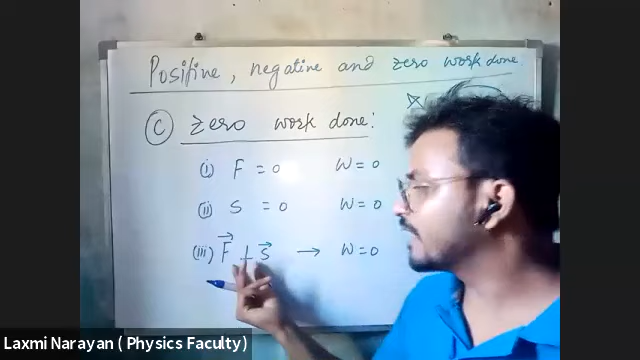 Positive, negative and zero work done.
(C) Zero work done:
(i) F = 0 W = 0
(ii) S = 0 W = 0
(iii) F⃗ ⊥ S⃗ → W = 0
Laxmi Narayan ( Physics Faculty)